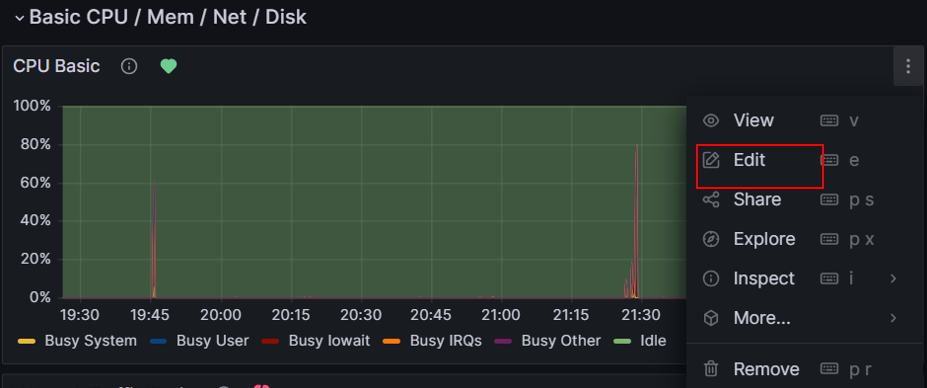 Basic CPU / Mem / Net / Disk
CPU Basic
100%
80%
60%
40%
20%
0%
19:30 19:45 20:00 20:15 20:30 20:45 21:00 21:15 21:30
Busy System Busy User Busy Iowait Busy IRQs Busy Other Idle
View v
Edit e
Share p s
Explore p x
Inspect i
More...
Remove p r